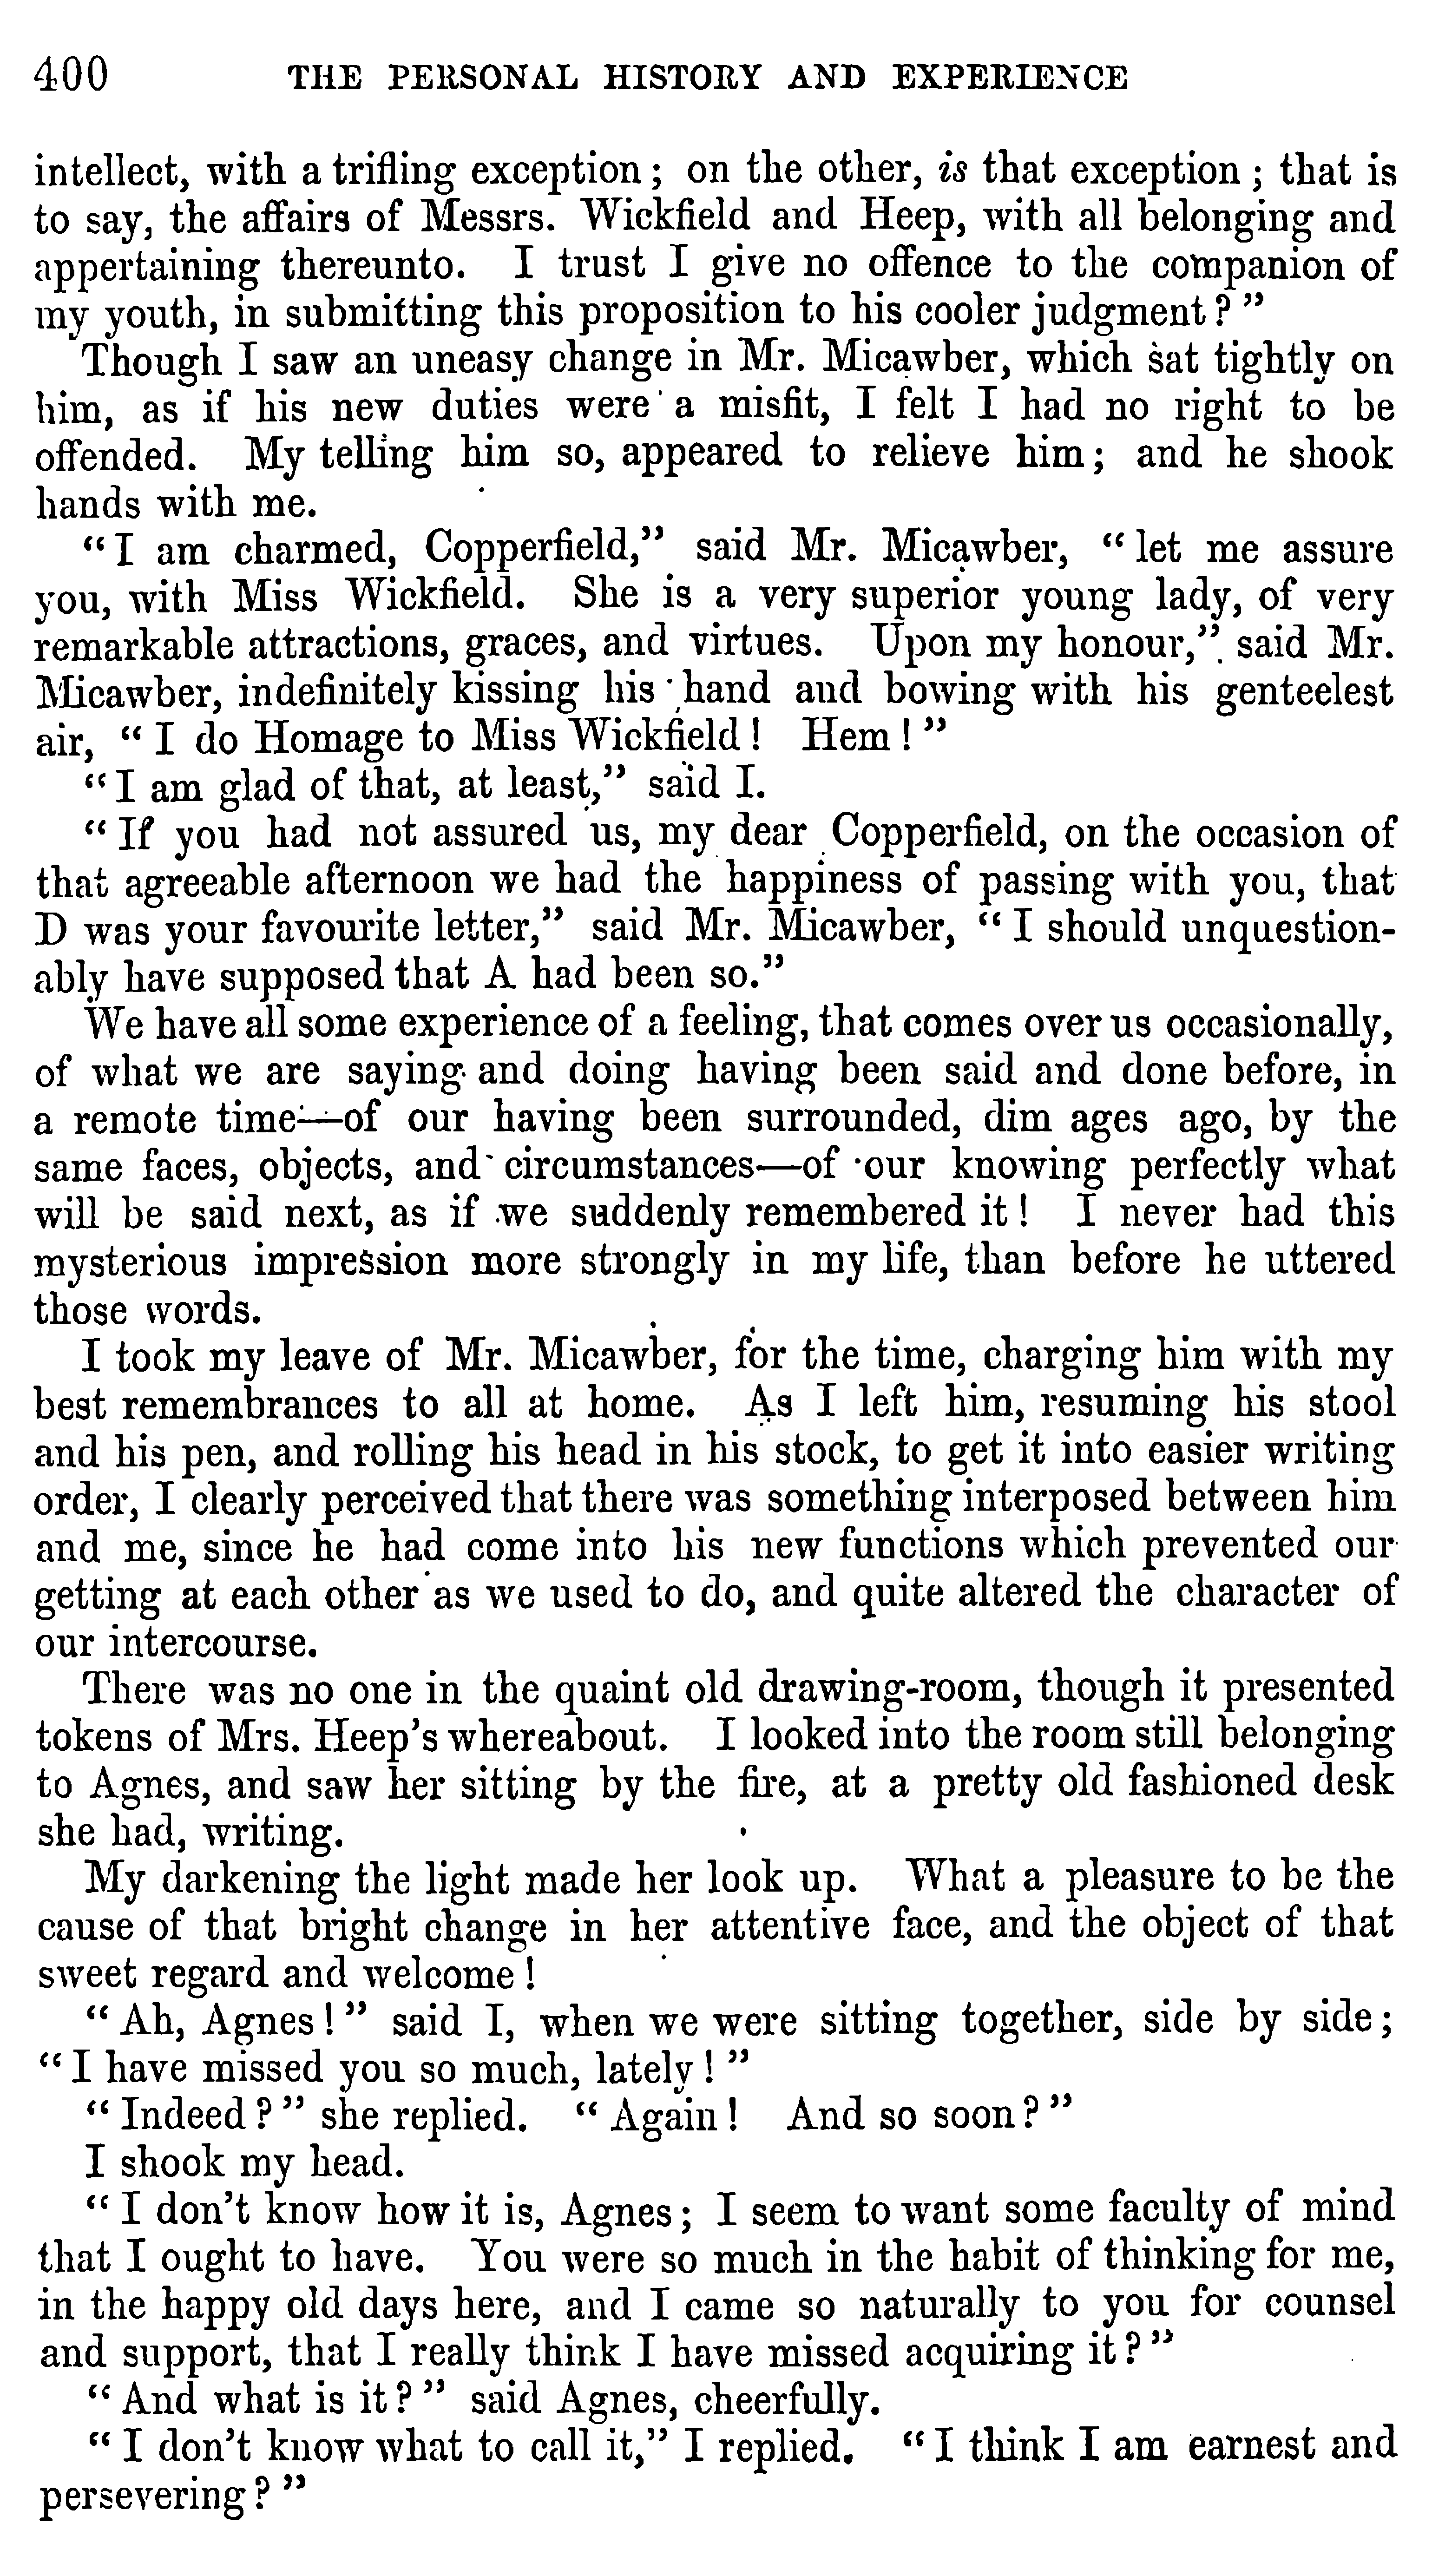 400 THE PERSONAL HISTORY AND EXPERIENCE
intellect, with a trifling exception; on the other, is that exception; that is
to say, the affairs of Messrs. Wickfield and Heep, with all belonging and
appertaining thereunto. I trust I give no offence to the companion of
my youth, in submitting this proposition to his cooler judgment?"
Though I saw an uneasy change in Mr. Micawber, which sat tightly on
him, as if his new duties were a misfit, I felt I had no right to be
offended. My telling him so, appeared to relieve him; and he shook
hands with me.
"I am charmed, Copperfield," said Mr. Micawber, "let me assure
you, with Miss Wickfield. She is a very superior young lady, of very
remarkable attractions, graces, and virtues. Upon my honour," said Mr.
Micawber, indefinitely kissing his hand and bowing with his genteelest
air, "I do Homage to Miss Wickfield! Hem!"
"I am glad of that, at least," said I.
"If you had not assured us, my dear Copperfield, on the occasion of
that agreeable afternoon we had the happiness of passing with you, that
D was your favourite letter," said Mr. Micawber, "I should unquestion-
ably have supposed that A had been so."
We have all some experience of a feeling, that comes over us occasionally,
of what we are saying and doing having been said and done before, in
a remote time—of our having been surrounded, dim ages ago, by the
same faces, objects, and circumstances—of our knowing perfectly what
will be said next, as if we suddenly remembered it! I never had this
mysterious impression more strongly in my life, than before he uttered
those words.
I took my leave of Mr. Micawber, for the time, charging him with my
best remembrances to all at home. As I left him, resuming his stool
and his pen, and rolling his head in his stock, to get it into easier writing
order, I clearly perceived that there was something interposed between him
and me, since he had come into his new functions which prevented our
getting at each other as we used to do, and quite altered the character of
our intercourse.
There was no one in the quaint old drawing-room, though it presented
tokens of Mrs. Heep's whereabout. I looked into the room still belonging
to Agnes, and saw her sitting by the fire, at a pretty old fashioned desk
she had, writing.
My darkening the light made her look up. What a pleasure to be the
cause of that bright change in her attentive face, and the object of that
sweet regard and welcome!
"Ah, Agnes!" said I, when we were sitting together, side by side;
"I have missed you so much, lately!"
"Indeed?" she replied. "Again! And so soon?"
I shook my head.
"I don't know how it is, Agnes; I seem to want some faculty of mind
that I ought to have. You were so much in the habit of thinking for me,
in the happy old days here, and I came so naturally to you for counsel
and support, that I really think I have missed acquiring it?"
"And what is it?" said Agnes, cheerfully.
"I don't know what to call it," I replied. "I think I am earnest and
persevering?"